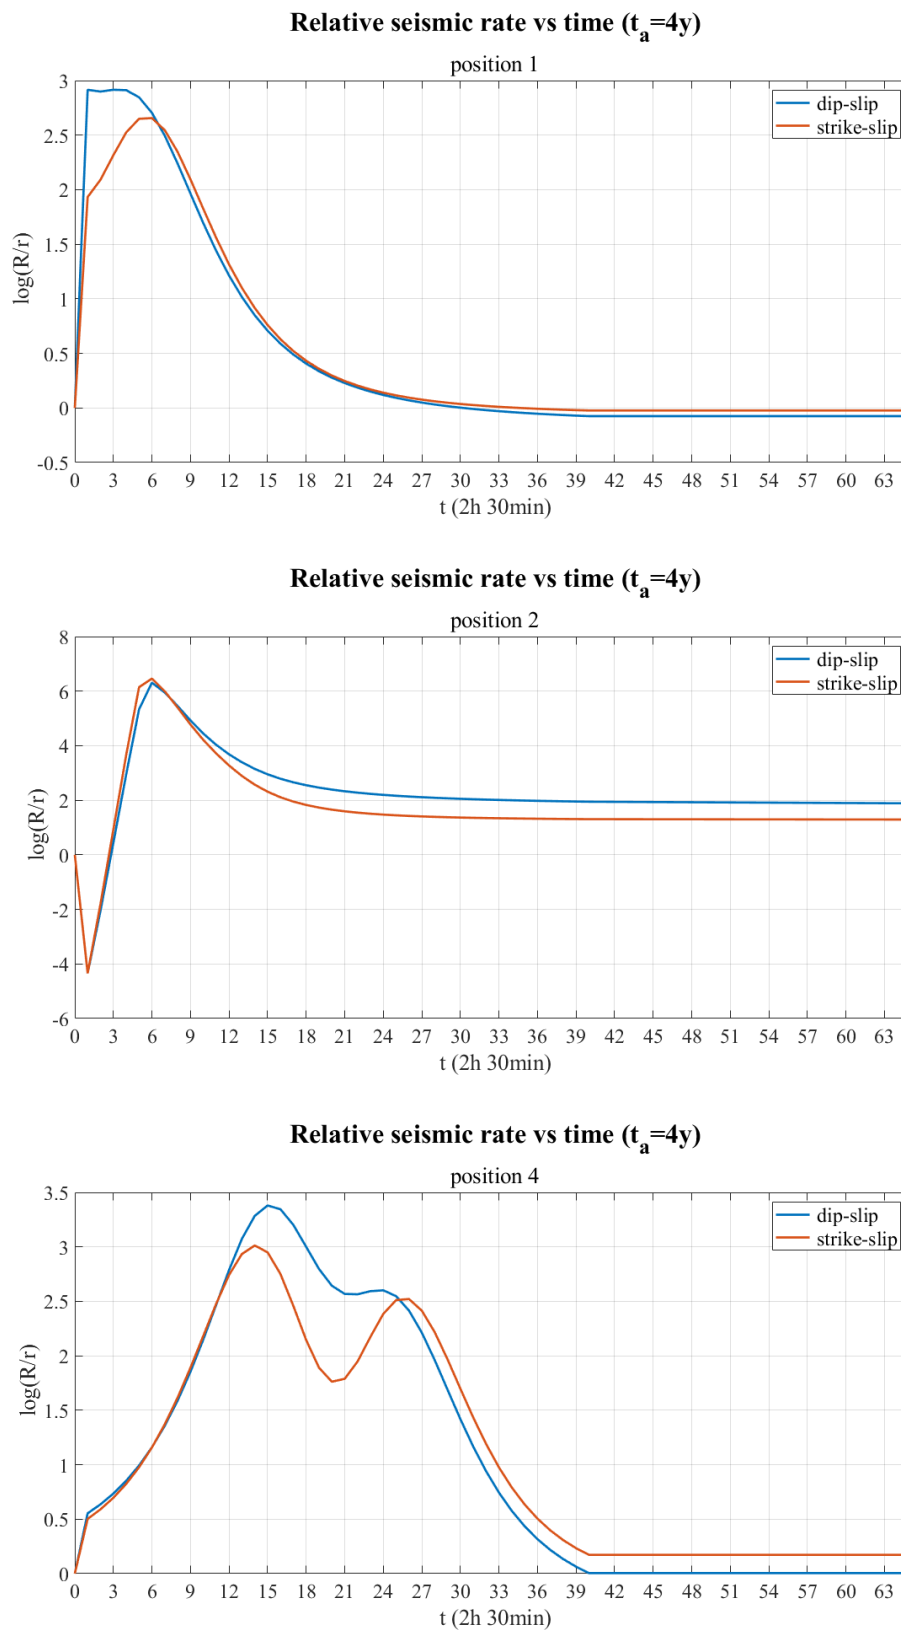 Relative seismic rate vs time (tₐ=4y)
position 1
dip-slip
strike-slip
log(R/r)
3
2.5
2
1.5
1
0.5
0
-0.5
0 3 6 9 12 15 18 21 24 27 30 33 36 39 42 45 48 51 54 57 60 63
t (2h 30min)
Relative seismic rate vs time (tₐ=4y)
position 2
dip-slip
strike-slip
log(R/r)
8
6
4
2
0
-2
-4
-6
0 3 6 9 12 15 18 21 24 27 30 33 36 39 42 45 48 51 54 57 60 63
t (2h 30min)
Relative seismic rate vs time (tₐ=4y)
position 4
dip-slip
strike-slip
log(R/r)
3.5
3
2.5
2
1.5
1
0.5
0
0 3 6 9 12 15 18 21 24 27 30 33 36 39 42 45 48 51 54 57 60 63
t (2h 30min)